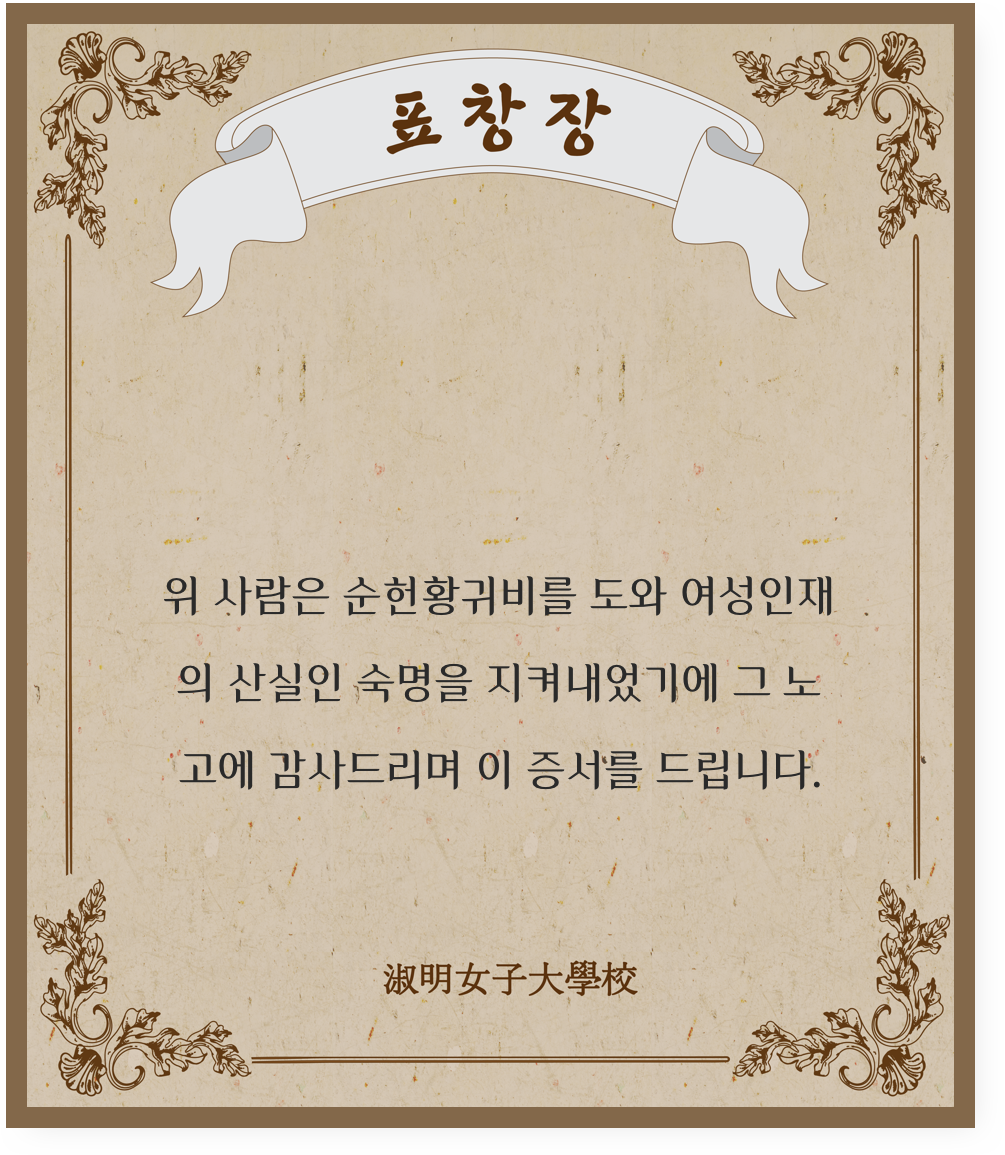 표창장
위 사람은 순헌황귀비를 도와 여성인재
의 산실인 숙명을 지켜내었기에 그 노
고에 감사드리며 이 증서를 드립니다.
淑明女子大學校